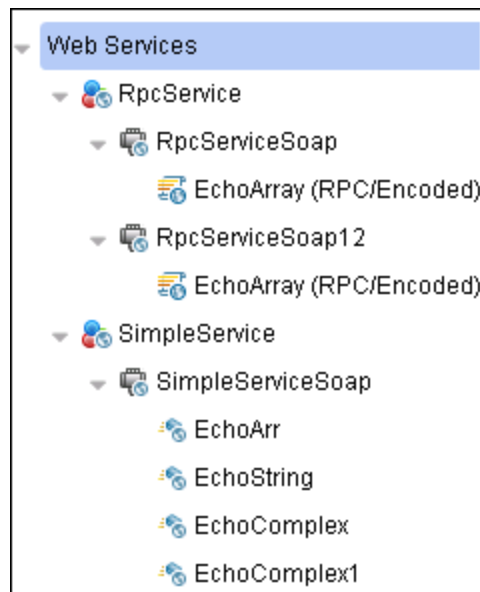 Web Services
RpcService
RpcServiceSoap
EchoArray (RPC/Encoded)
RpcServiceSoap12
EchoArray (RPC/Encoded)
SimpleService
SimpleServiceSoap
EchoArr
EchoString
EchoComplex
EchoComplex1